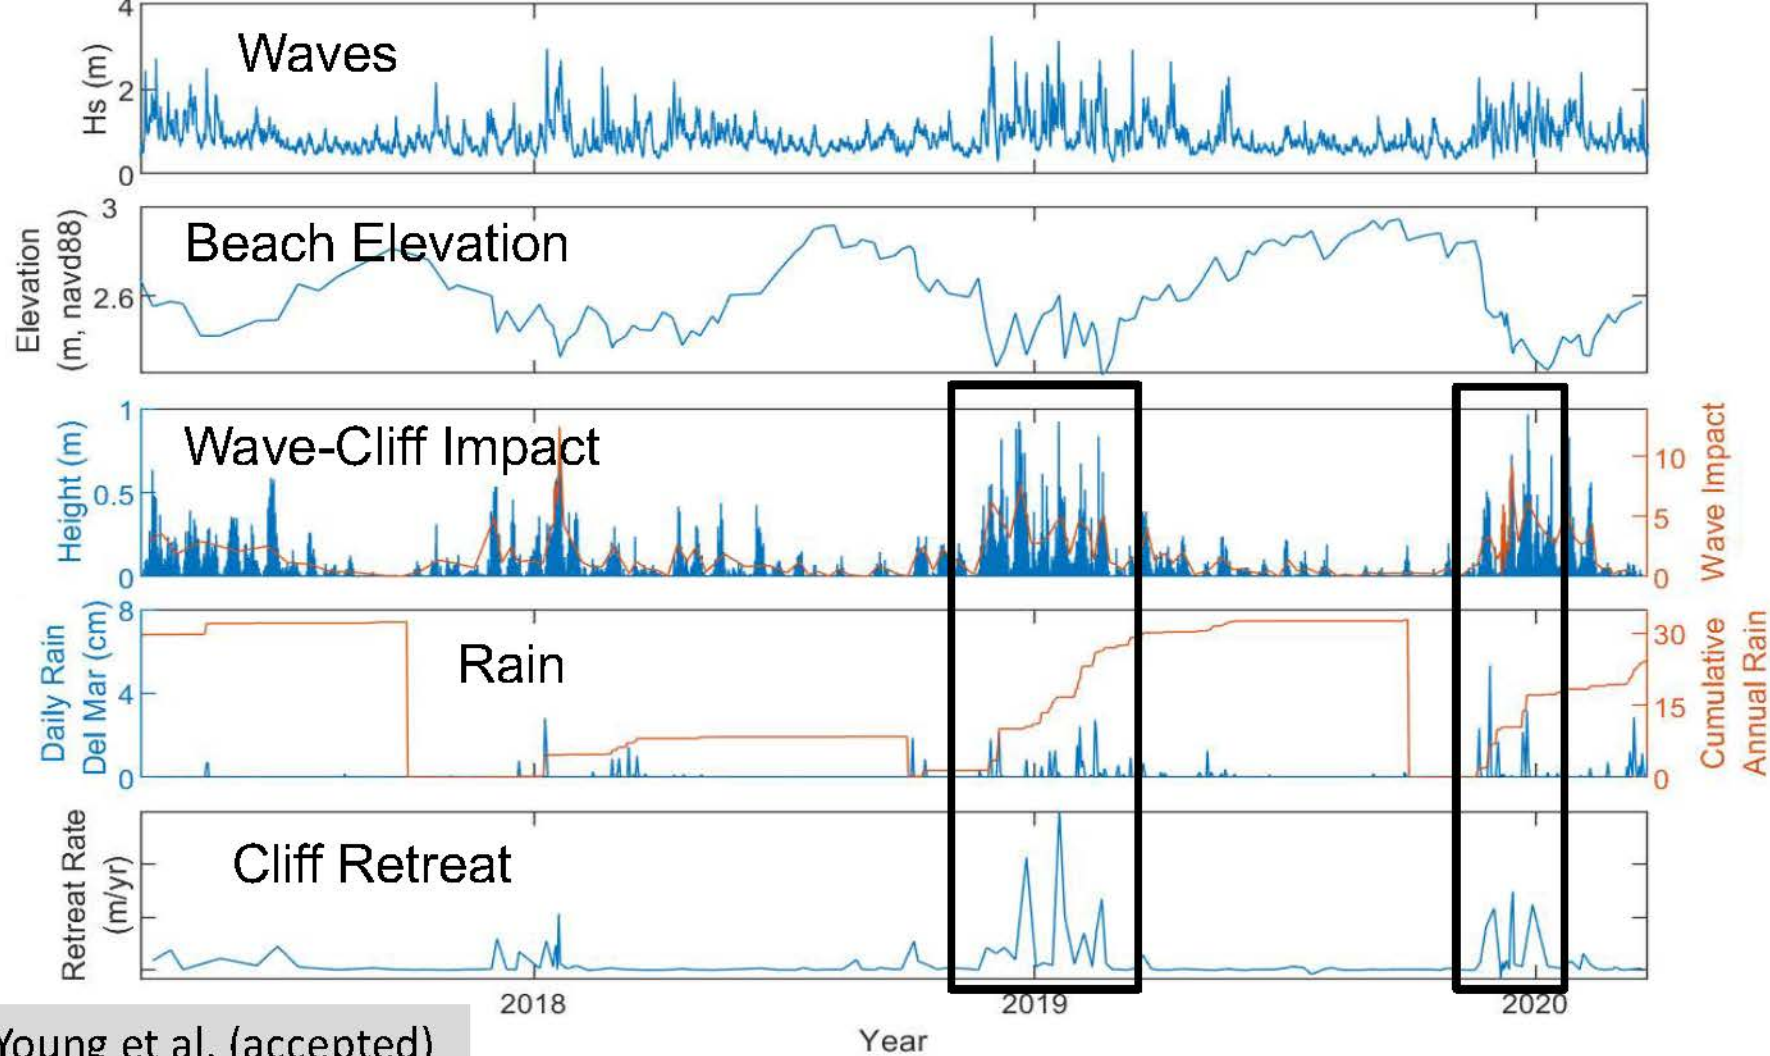 4
2
0
Hs (m)
Waves
3
2.6
Elevation
(m, navd88)
Beach Elevation
1
0.5
0
Height (m)
Wave-Cliff Impact
10
5
0
Wave Impact
8
4
0
Daily Rain
Del Mar (cm)
Rain
30
15
0
Cumulative
Annual Rain
Retreat Rate
(m/yr)
Cliff Retreat
2018
2019
2020
Year
Young et al. (accepted)